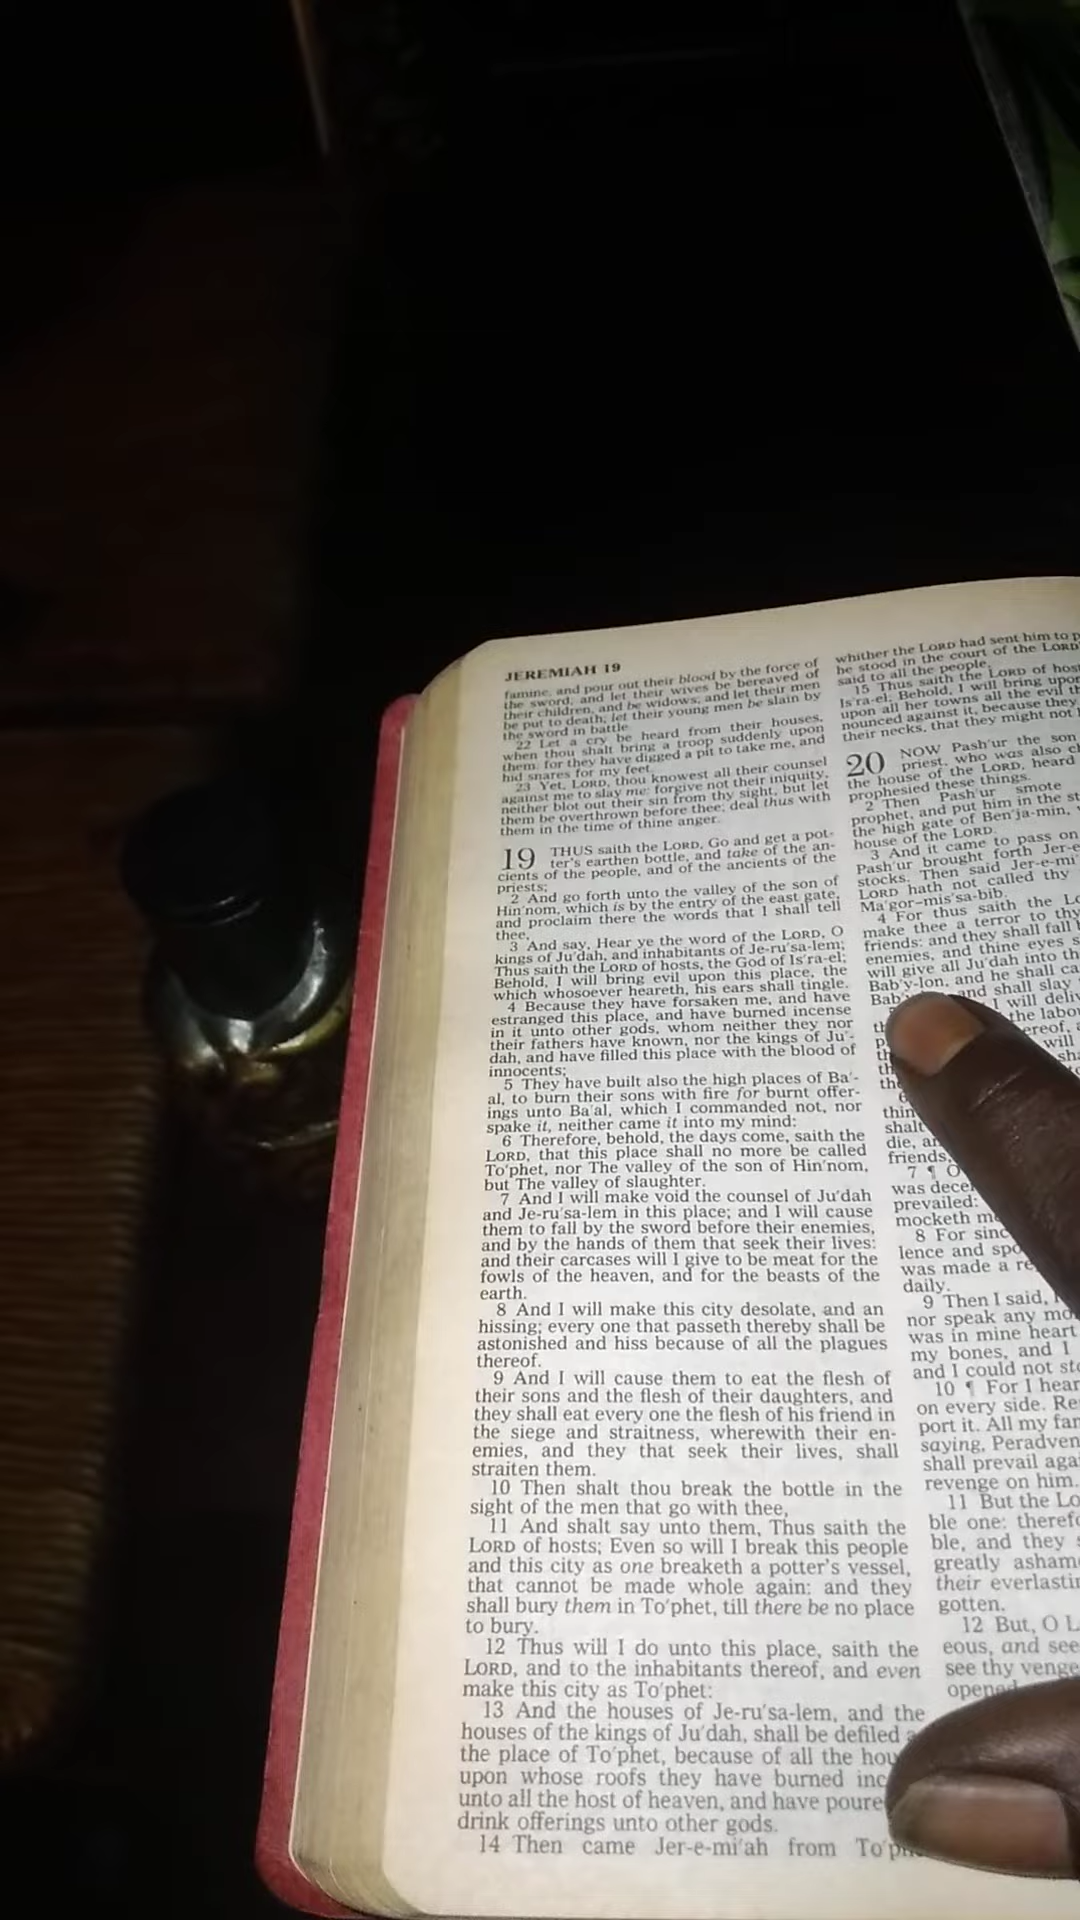 JEREMIAH 19
famine, and pour out their blood by the force of
the sword; and let their wives be bereaved of
their children, and be widows; and let their men
be put to death; let their young men be slain by
the sword in battle.
22 Let a cry be heard from their houses,
when thou shalt bring a troop suddenly upon
them: for they have digged a pit to take me, and
hid snares for my feet.
23 Yet, LORD, thou knowest all their counsel
against me to slay me: forgive not their iniquity,
neither blot out their sin from thy sight, but let
them be overthrown before thee; deal thus with
them in the time of thine anger.
19 THUS saith the LORD, Go and get a pot-
ter's earthen bottle, and take of the an-
cients of the people, and of the ancients of the
priests;
2 And go forth unto the valley of the son of
Hin'nom, which is by the entry of the east gate,
and proclaim there the words that I shall tell
thee,
3 And say, Hear ye the word of the LORD, O
kings of Ju'dah, and inhabitants of Je-ru'sa-lem;
Thus saith the LORD of hosts, the God of Is'ra-el;
Behold, I will bring evil upon this place, the
which whosoever heareth, his ears shall tingle.
4 Because they have forsaken me, and have
estranged this place, and have burned incense
in it unto other gods, whom neither they nor
their fathers have known, nor the kings of Ju'-
dah, and have filled this place with the blood of
innocents;
5 They have built also the high places of Ba'-
al, to burn their sons with fire for burnt offer-
ings unto Ba'al, which I commanded not, nor
spake it, neither came it into my mind:
6 Therefore, behold, the days come, saith the
LORD, that this place shall no more be called
To'phet, nor The valley of the son of Hin'nom,
but The valley of slaughter.
7 And I will make void the counsel of Ju'dah
and Je-ru'sa-lem in this place; and I will cause
them to fall by the sword before their enemies,
and by the hands of them that seek their lives:
and their carcases will I give to be meat for the
fowls of the heaven, and for the beasts of the
earth.
8 And I will make this city desolate, and an
hissing; every one that passeth thereby shall be
astonished and hiss because of all the plagues
thereof.
9 And I will cause them to eat the flesh of
their sons and the flesh of their daughters, and
they shall eat every one the flesh of his friend in
the siege and straitness, wherewith their en-
emies, and they that seek their lives, shall
straiten them.
10 Then shalt thou break the bottle in the
sight of the men that go with thee,
11 And shalt say unto them, Thus saith the
LORD of hosts; Even so will I break this people
and this city as one breaketh a potter's vessel,
that cannot be made whole again: and they
shall bury them in To'phet, till there be no place
to bury.
12 Thus will I do unto this place, saith the
LORD, and to the inhabitants thereof, and even
make this city as To'phet:
13 And the houses of Je-ru'sa-lem, and the
houses of the kings of Ju'dah, shall be defiled
the place of To'phet, because of all the
upon whose roofs they have burned
unto all the host of heaven, and have
drink offerings unto other gods.
14 Then came Jer-e-mi'ah from
whither the LORD had sent him to
he stood in the court of the LORD
said to all the people,
15 Thus saith the LORD of
Is'ra-el; Behold, I will bring upon
upon all her towns all the evil
nounced against it, because they
their necks, that they might not
20 NOW Pash'ur the son
priest, who was also
the house of the LORD, heard
prophesied these things.
2 Then Pash'ur smote
prophet, and put him in the
the high gate of Ben'ja-min,
house of the LORD.
3 And it came to pass on
Pash'ur brought forth
stocks. Then said
LORD hath not called thy
Ma'gor-mis'sa-bib.
4 For thus saith the
make thee a terror to
friends: and they shall fall
enemies, and thine eyes
will give all Ju'dah into
Bab'y-lon, and he shall
and shall slay
I will
the
will
shalt
die,
friends,
7 ¶
was
prevailed:
mocketh
8 For
lence and
was made a
daily.
9 Then I said,
nor speak any
was in mine heart
my bones, and I
and I could not
10 ¶ For I
on every side.
port it. All my
saying,
shall prevail
revenge on him.
11 But the
ble one:
ble, and they
greatly
their
gotten.
12 But, O
eous, and
see thy